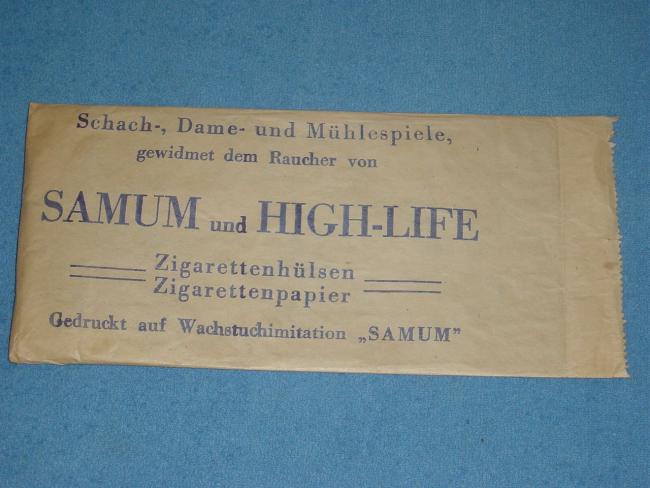 Schach-, Dame- und Mühlespiele,
gewidmet dem Raucher von
SAMUM und HIGH-LIFE
Zigarettenhülsen
Zigarettenpapier
Gedruckt auf Wachstuchimitation „SAMUM"